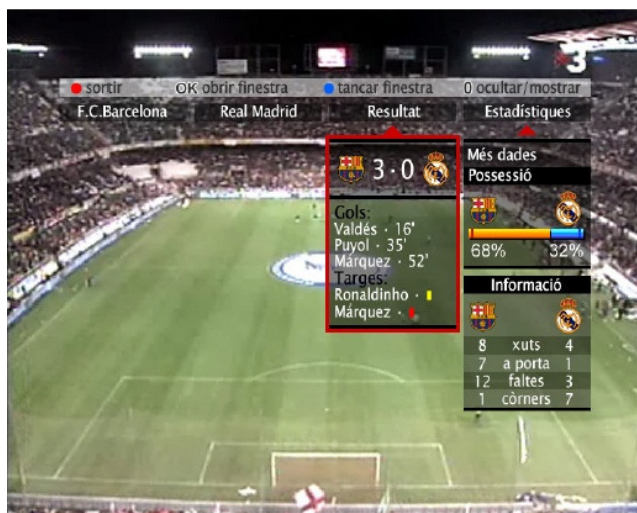 3
sortir OK obrir finestra tancar finestra 0 ocultar/mostrar
F.C.Barcelona Real Madrid Resultat Estadístiques
3 · 0
Gols:
Valdés · 16'
Puyol · 35'
Márquez · 52'
Targes:
Ronaldinho ·
Márquez ·
Més dades
Possessió
68% 32%
Informació
8 xuts 4
7 a porta 1
12 faltes 3
1 còrners 7